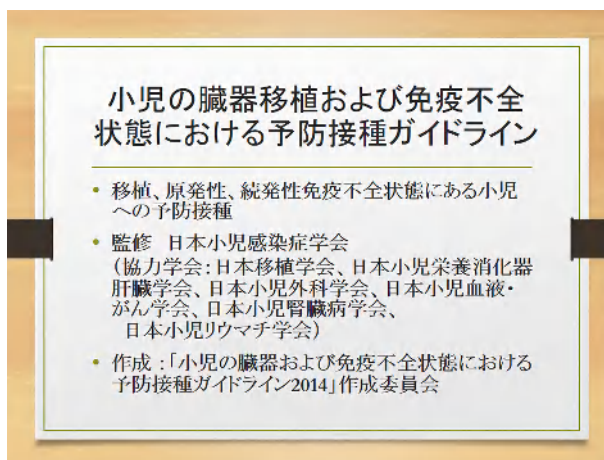 小児の臓器移植および免疫不全
状態における予防接種ガイドライン
• 移植、原発性、続発性免疫不全状態にある小児
への予防接種
• 監修 日本小児感染症学会
（協力学会：日本移植学会、日本小児栄養消化器
肝臓学会、日本小児外科学会、日本小児血液・
がん学会、日本小児腎臓病学会、
日本小児リウマチ学会）
• 作成：「小児の臓器および免疫不全状態における
予防接種ガイドライン2014」作成委員会